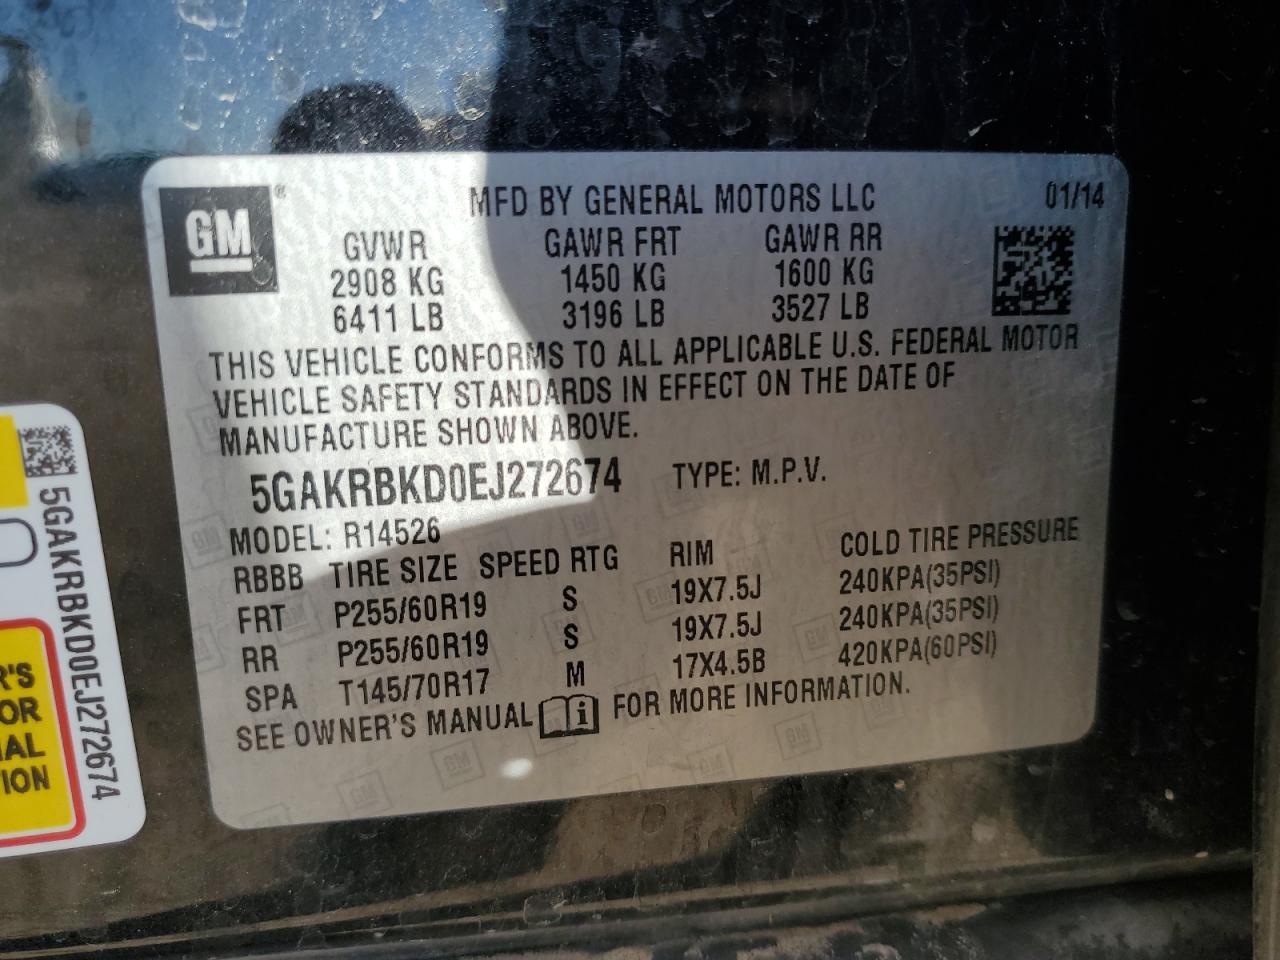 GM ®
MFD BY GENERAL MOTORS LLC 01/14
GVWR GAWR FRT GAWR RR
2908 KG 1450 KG 1600 KG
6411 LB 3196 LB 3527 LB
THIS VEHICLE CONFORMS TO ALL APPLICABLE U.S. FEDERAL MOTOR
VEHICLE SAFETY STANDARDS IN EFFECT ON THE DATE OF
MANUFACTURE SHOWN ABOVE.
5GAKRBKD0EJ272674 TYPE: M.P.V.
MODEL: R14526
RBBB TIRE SIZE SPEED RTG RIM COLD TIRE PRESSURE
FRT P255/60R19 S 19X7.5J 240KPA(35PSI)
RR P255/60R19 S 19X7.5J 240KPA(35PSI)
SPA T145/70R17 M 17X4.5B 420KPA(60PSI)
SEE OWNER'S MANUAL i FOR MORE INFORMATION.
5GAKRBKD0EJ272674
R'S
OR
IAL
ION